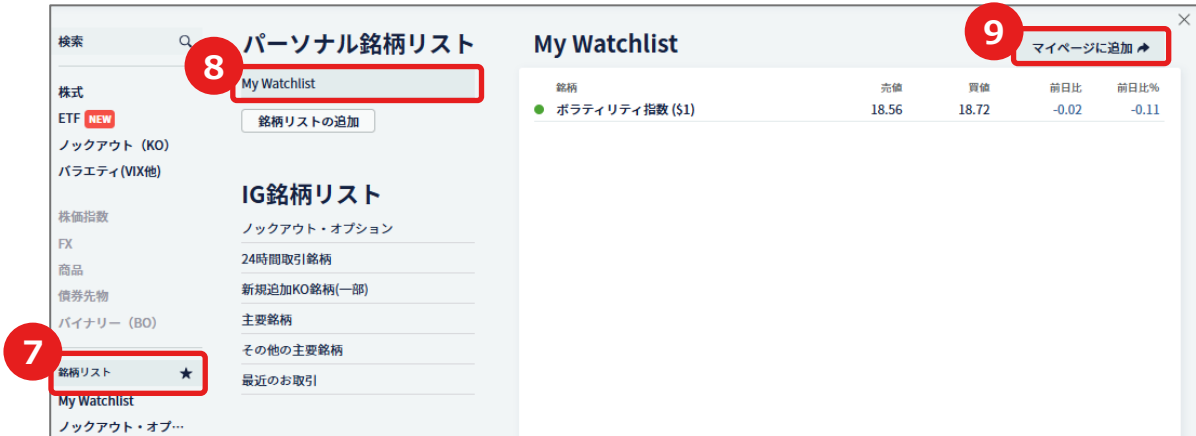 検索
株式
ETF NEW
ノックアウト（KO）
バラエティ(VIX他)
株価指数
FX
商品
債券先物
バイナリー（BO）
7
銘柄リスト ★
My Watchlist
ノックアウト・オプ…
8
パーソナル銘柄リスト
My Watchlist
銘柄リストの追加
IG銘柄リスト
ノックアウト・オプション
24時間取引銘柄
新規追加KO銘柄(一部)
主要銘柄
その他の主要銘柄
最近のお取引
My Watchlist
9
マイページに追加
銘柄 売値 買値 前日比 前日比%
ボラティリティ指数 ($1) 18.56 18.72 -0.02 -0.11